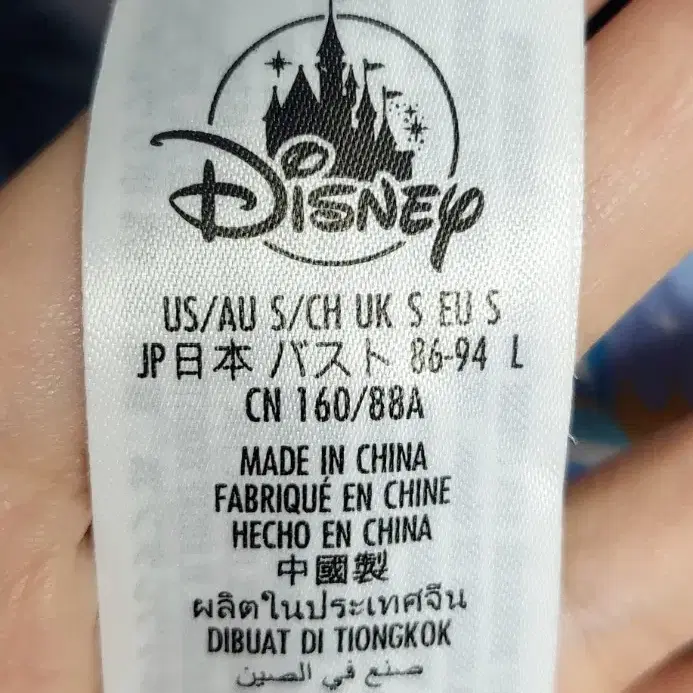 Disney
US/AU S/CH UK S EU S
JP日本 バスト 86-94 L
CN 160/88A
MADE IN CHINA
FABRIQUÉ EN CHINE
HECHO EN CHINA
中國製
ผลิตในประเทศจีน
DIBUAT DI TIONGKOK
صنع في الصين